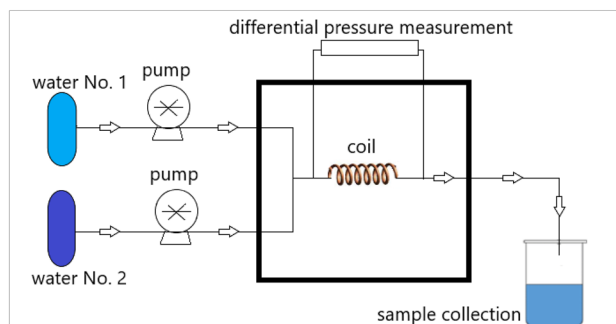 differential pressure measurement
water No. 1
pump
coil
pump
water No. 2
sample collection